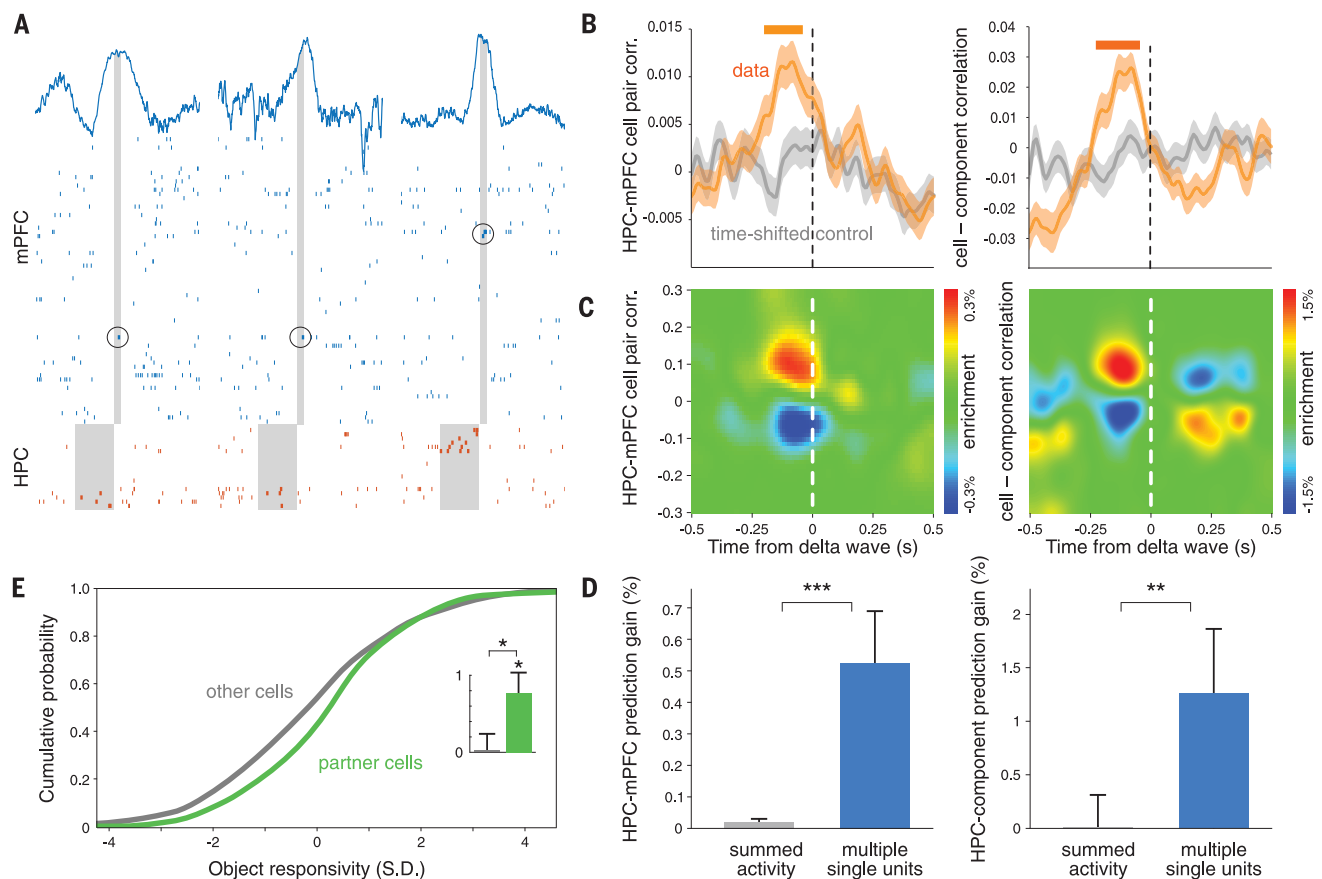 A
mPFC
HPC
B
HPC-mPFC cell pair corr.
0.015
0.010
0.005
0
-0.005
data
time-shifted control
cell – component correlation
0.04
0.03
0.02
0.01
0
-0.01
-0.02
0.03
C
HPC-mPFC cell pair corr.
0.3
0.2
0.1
0
-0.1
-0.2
-0.3
-0.5
-0.25
0
0.25
0.5
Time from delta wave (s)
0.3%
enrichment
-0.3%
cell – component correlation
-0.5
-0.25
0
0.25
0.5
Time from delta wave (s)
1.5%
enrichment
-1.5%
E
Cumulative probability
1.0
0.8
0.6
0.4
0.2
0
-4
-2
0
2
4
Object responsivity (S.D.)
other cells
partner cells
1
0
*
*
D
HPC-mPFC prediction gain (%)
0.7
0.6
0.5
0.4
0.3
0.2
0.1
0
***
summed
activity
multiple
single units
HPC-component prediction gain (%)
2
1.5
1
0.5
0
**
summed
activity
multiple
single units